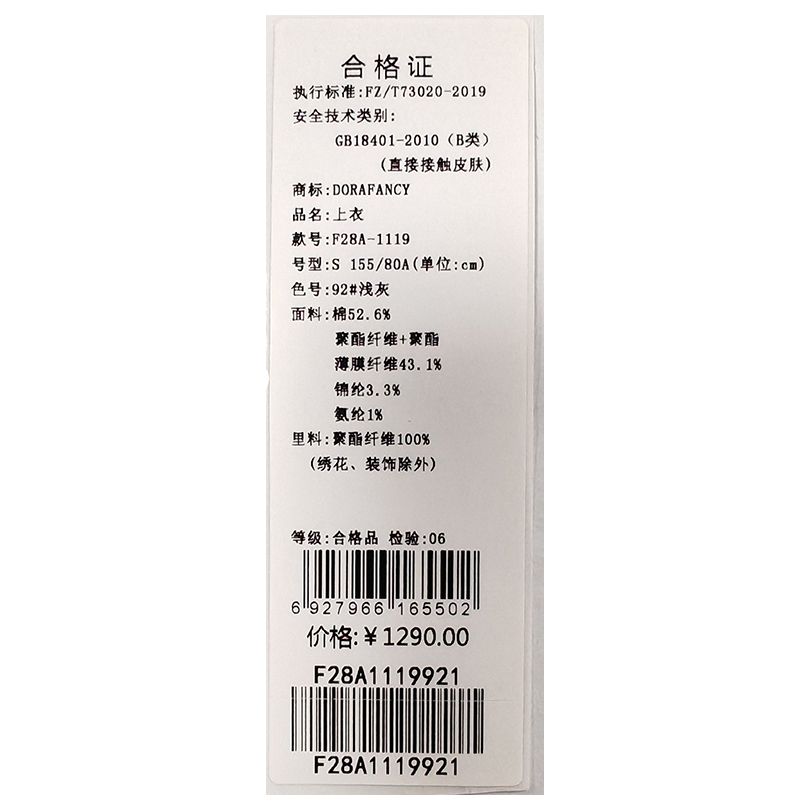 合格证
执行标准:FZ/T73020-2019
安全技术类别:
GB18401-2010（B类）
(直接接触皮肤)
商标:DORAFANCY
品名:上衣
款号:F28A-1119
号型:S 155/80A(单位:cm)
色号:92#浅灰
面料:棉52.6%
聚酯纤维+聚酯
薄膜纤维43.1%
锦纶3.3%
氨纶1%
里料:聚酯纤维100%
(绣花、装饰除外)
等级:合格品 检验:06
6 927966 165502
价格:￥1290.00
F28A1119921
F28A1119921